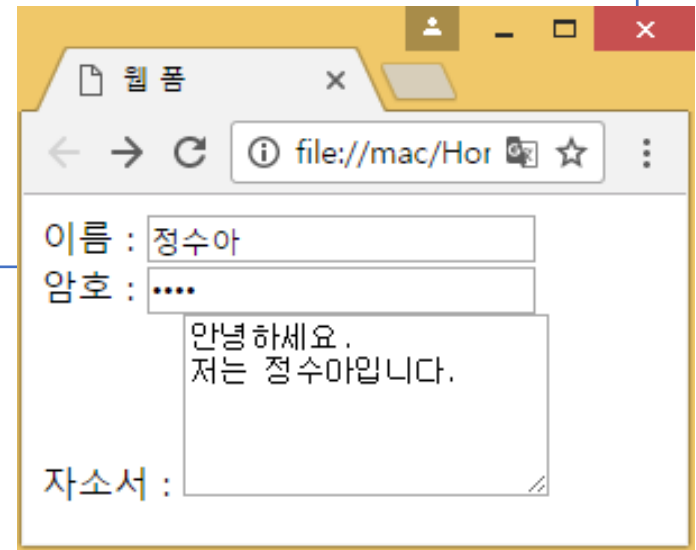 웹 폼
file://mac/Hor
이름 : 정수아
암호 : ••••
안녕하세요.
저는 정수아입니다.
자소서 :